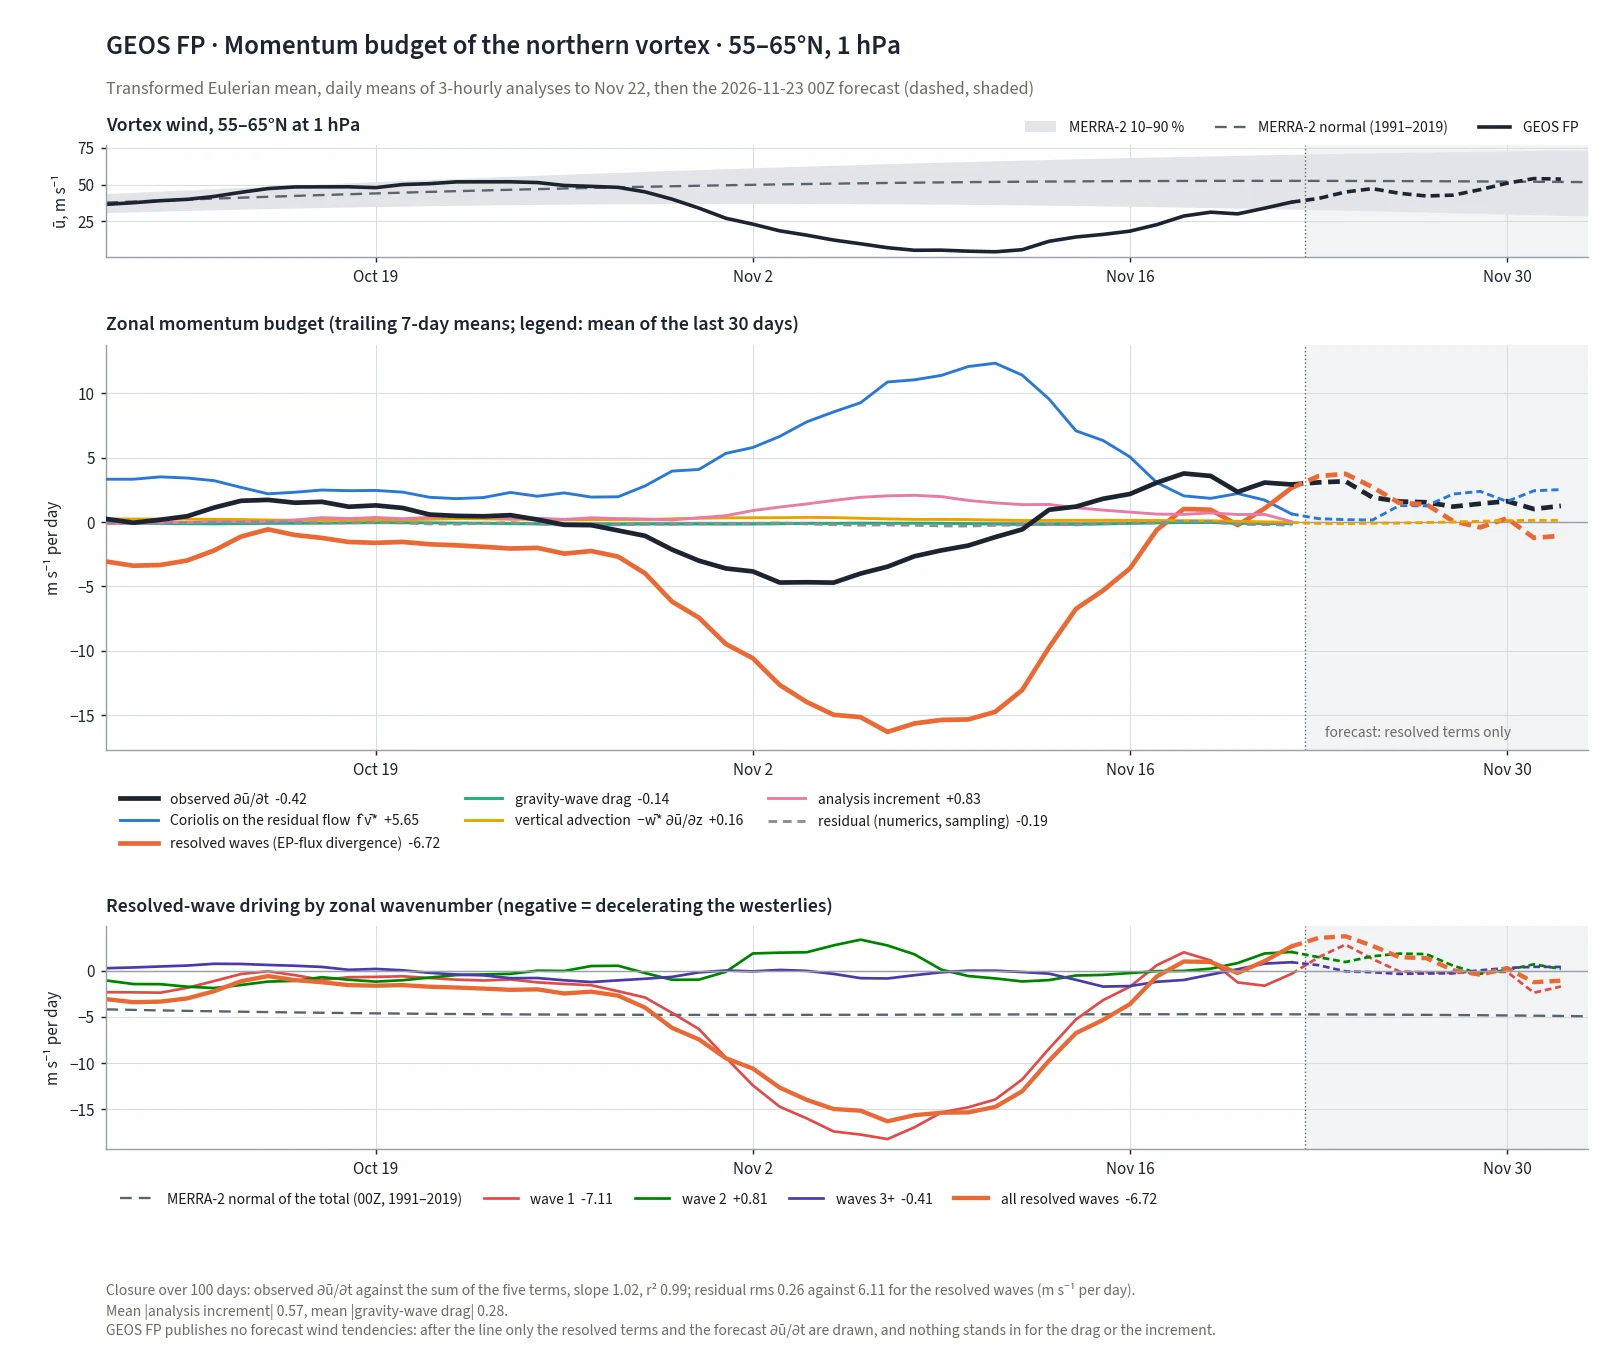 GEOS FP · Momentum budget of the northern vortex · 55–65°N, 1 hPa
Transformed Eulerian mean, daily means of 3-hourly analyses to Nov 22, then the 2026-11-23 00Z forecast (dashed, shaded)
Vortex wind, 55–65°N at 1 hPa
MERRA-2 10–90 % MERRA-2 normal (1991–2019) GEOS FP
75
50
25
ū, m s⁻¹
Oct 19 Nov 2 Nov 16 Nov 30
Zonal momentum budget (trailing 7-day means; legend: mean of the last 30 days)
10
5
0
−5
−10
−15
m s⁻¹ per day
forecast: resolved terms only
Oct 19 Nov 2 Nov 16 Nov 30
observed ∂ū/∂t -0.42 gravity-wave drag -0.14 analysis increment +0.83
Coriolis on the residual flow f v̄* +5.65 vertical advection −w̄* ∂ū/∂z +0.16 residual (numerics, sampling) -0.19
resolved waves (EP-flux divergence) -6.72
Resolved-wave driving by zonal wavenumber (negative = decelerating the westerlies)
0
−5
−10
−15
m s⁻¹ per day
Oct 19 Nov 2 Nov 16 Nov 30
MERRA-2 normal of the total (00Z, 1991–2019) wave 1 -7.11 wave 2 +0.81 waves 3+ -0.41 all resolved waves -6.72
Closure over 100 days: observed ∂ū/∂t against the sum of the five terms, slope 1.02, r² 0.99; residual rms 0.26 against 6.11 for the resolved waves (m s⁻¹ per day).
Mean |analysis increment| 0.57, mean |gravity-wave drag| 0.28.
GEOS FP publishes no forecast wind tendencies: after the line only the resolved terms and the forecast ∂ū/∂t are drawn, and nothing stands in for the drag or the increment.